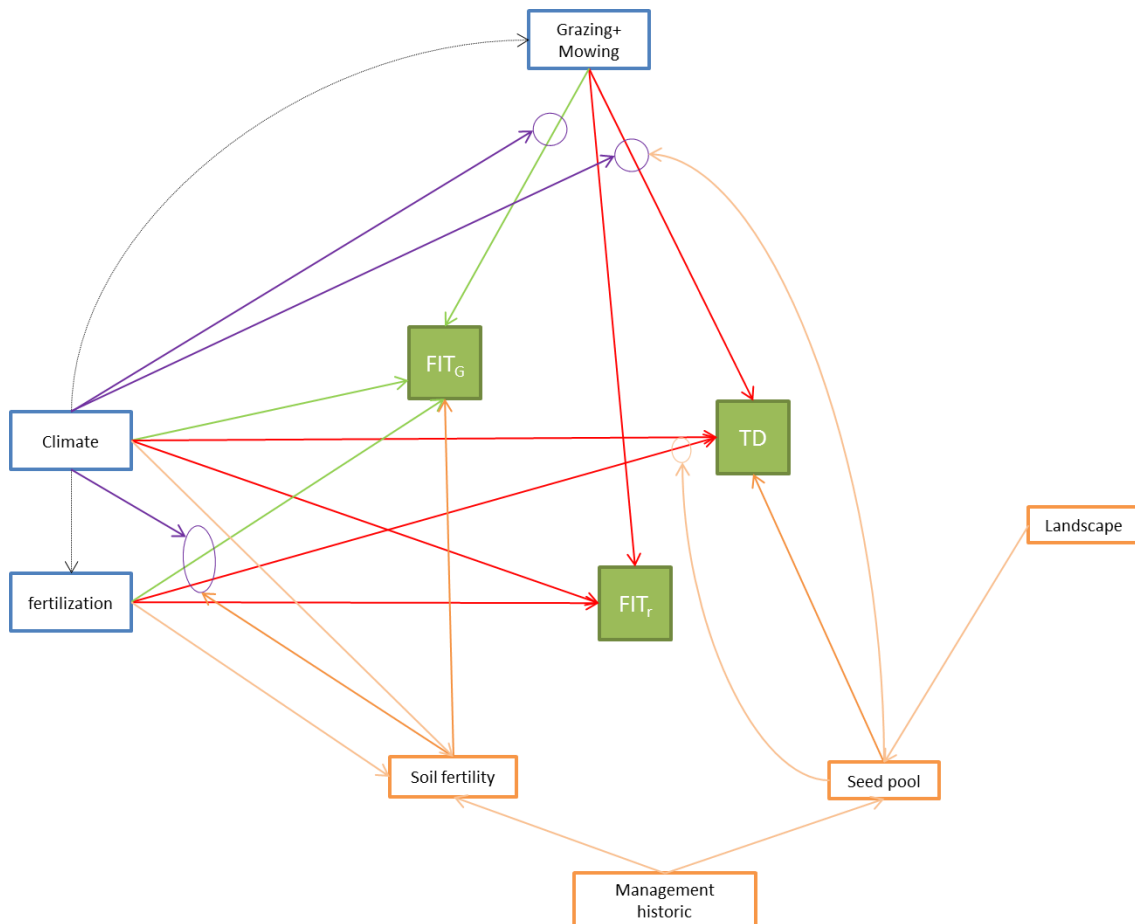 Grazing+
Mowing
FITG
Climate
TD
Landscape
fertilization
FITr
Soil fertility
Seed pool
Management
historic